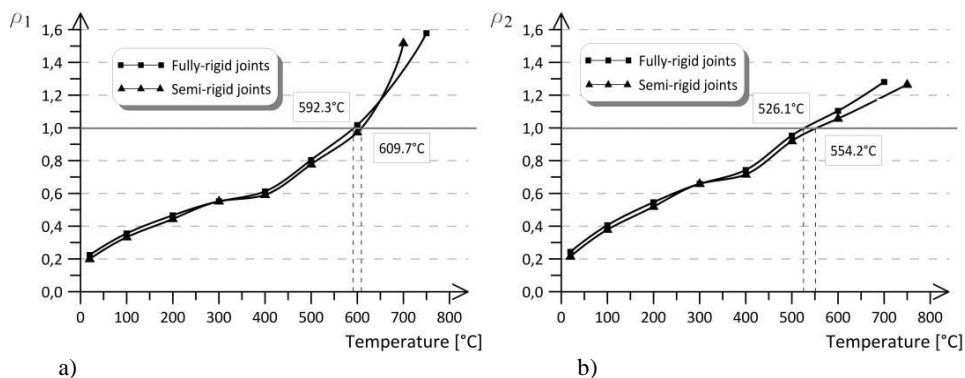 ρ1
1,6
1,4
1,2
1,0
0,8
0,6
0,4
0,2
0,0
Fully-rigid joints
Semi-rigid joints
592.3°C
609.7°C
0 100 200 300 400 500 600 700 800
Temperature [°C]
a)
ρ2
1,6
1,4
1,2
1,0
0,8
0,6
0,4
0,2
0,0
Fully-rigid joints
Semi-rigid joints
526.1°C
554.2°C
0 100 200 300 400 500 600 700 800
Temperature [°C]
b)